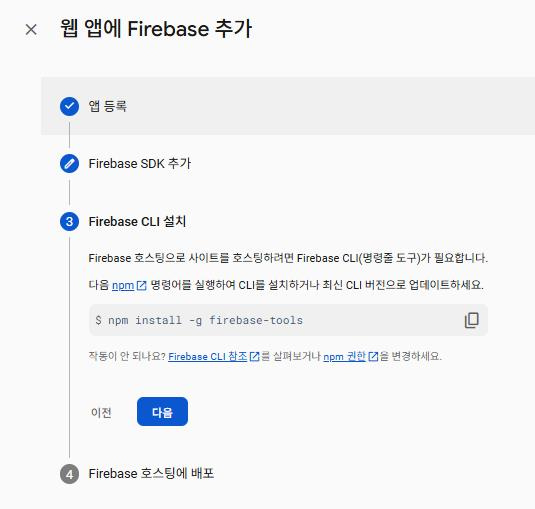 웹 앱에 Firebase 추가
앱 등록
Firebase SDK 추가
3 Firebase CLI 설치
Firebase 호스팅으로 사이트를 호스팅하려면 Firebase CLI(명령줄 도구)가 필요합니다.
다음 npm 명령어를 실행하여 CLI를 설치하거나 최신 CLI 버전으로 업데이트하세요.
$ npm install -g firebase-tools
작동이 안 되나요? Firebase CLI 참조를 살펴보거나 npm 권한을 변경하세요.
이전 다음
4 Firebase 호스팅에 배포